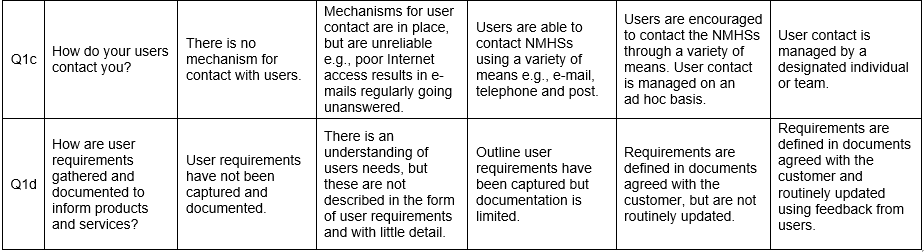 Q1c
How do your users
contact you?
There is no
mechanism for
contact with users.
Mechanisms for user
contact are in place,
but are unreliable
e.g., poor Internet
access results in e-
mails regularly going
unanswered.
Users are able to
contact NMHSs
using a variety of
means e.g., e-mail,
telephone and post.
Users are encouraged
to contact the NMHSs
through a variety of
means. User contact
is managed on an
ad hoc basis.
User contact is
managed by a
designated individual
or team.
Q1d
How are user
requirements
gathered and
documented to
inform products
and services?
User requirements
have not been
captured and
documented.
There is an
understanding of
users needs, but
these are not
described in the form
of user requirements
and with little detail.
Outline user
requirements have
been captured but
documentation is
limited.
Requirements are
defined in documents
agreed with the
customer, but are not
routinely updated.
Requirements are
defined in documents
agreed with the
customer and
routinely updated
using feedback from
users.